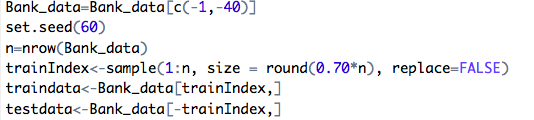 Bank_data=Bank_data[c(-1,-40)]
set.seed(60)
n=nrow(Bank_data)
trainIndex<-sample(1:n, size = round(0.70*n), replace=FALSE)
traindata<-Bank_data[trainIndex,]
testdata<-Bank_data[-trainIndex,]